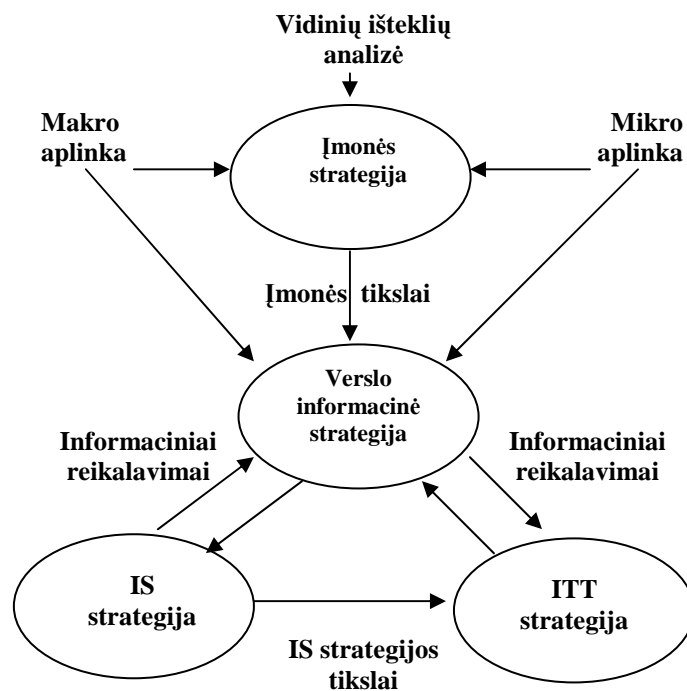 Vidinių išteklių
analizė
Makro
aplinka
Įmonės
strategija
Mikro
aplinka
Įmonės tikslai
Verslo
informacinė
strategija
Informaciniai
reikalavimai
Informaciniai
reikalavimai
IS
strategija
ITT
strategija
IS strategijos
tikslai